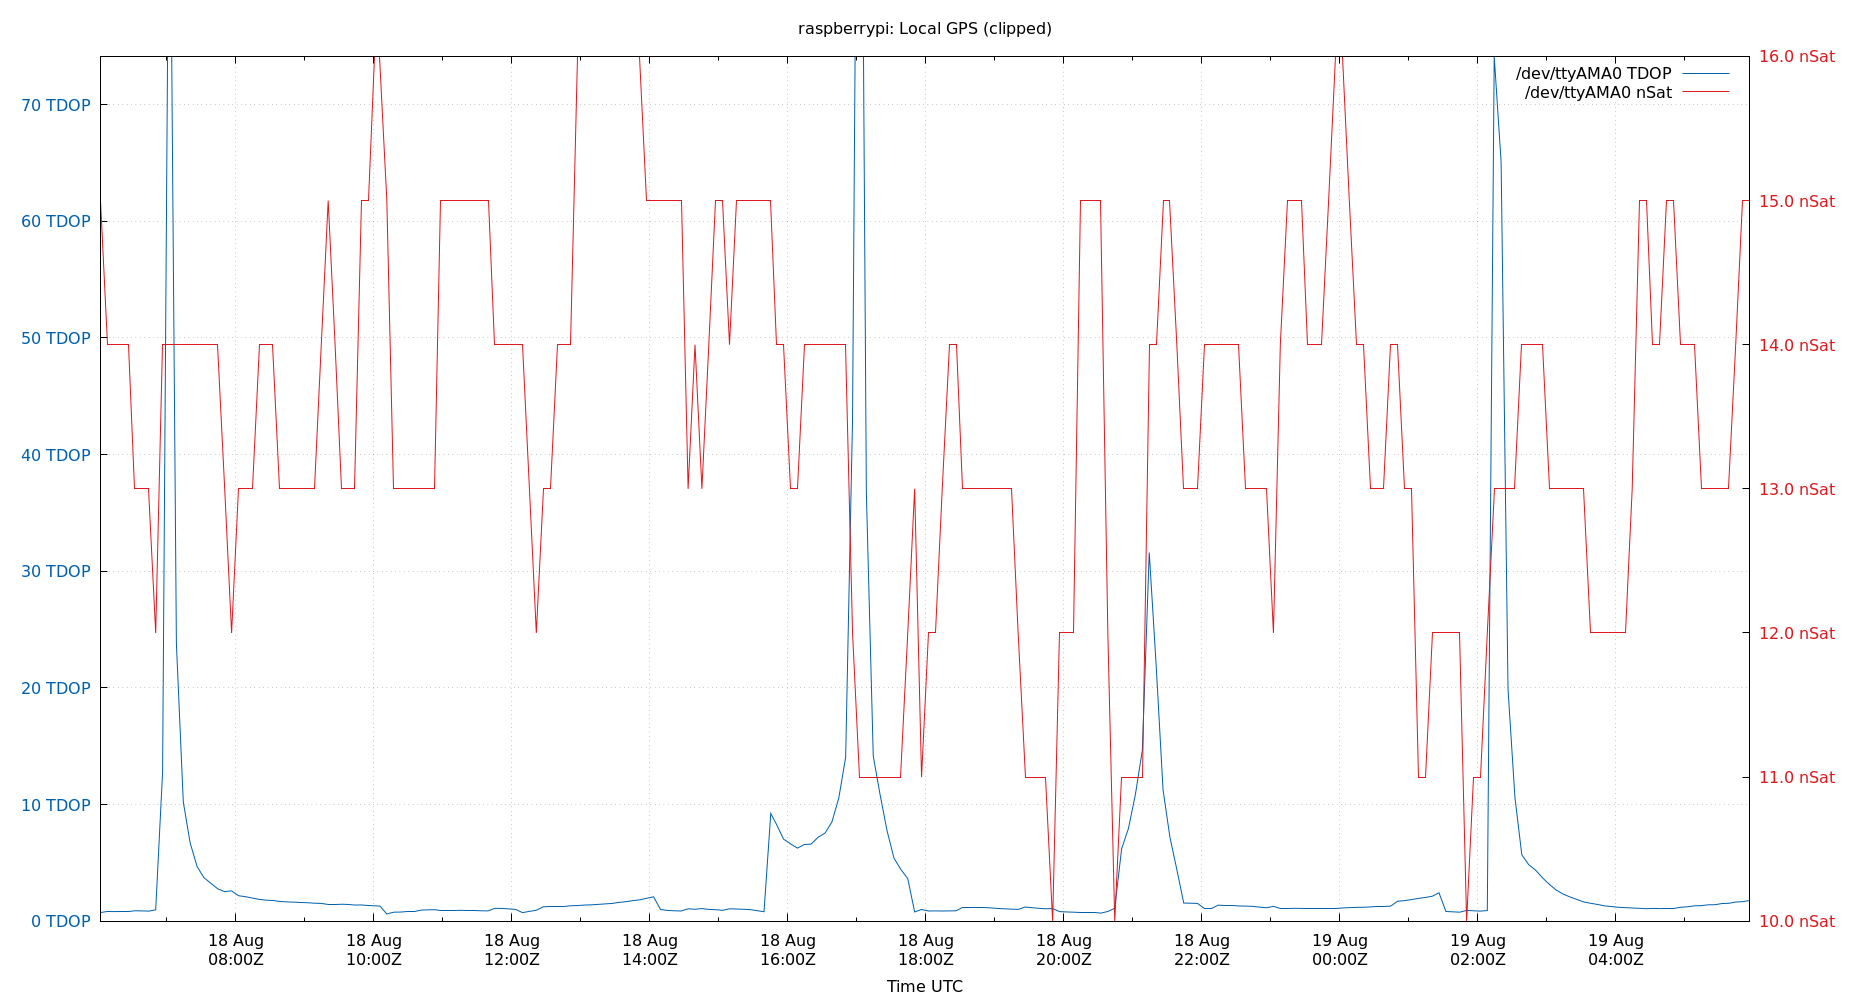 raspberrypi: Local GPS (clipped)
/dev/ttyAMA0 TDOP
/dev/ttyAMA0 nSat
70 TDOP
60 TDOP
50 TDOP
40 TDOP
30 TDOP
20 TDOP
10 TDOP
0 TDOP
16.0 nSat
15.0 nSat
14.0 nSat
13.0 nSat
12.0 nSat
11.0 nSat
10.0 nSat
18 Aug
08:00Z
18 Aug
10:00Z
18 Aug
12:00Z
18 Aug
14:00Z
18 Aug
16:00Z
18 Aug
18:00Z
18 Aug
20:00Z
18 Aug
22:00Z
19 Aug
00:00Z
19 Aug
02:00Z
19 Aug
04:00Z
Time UTC